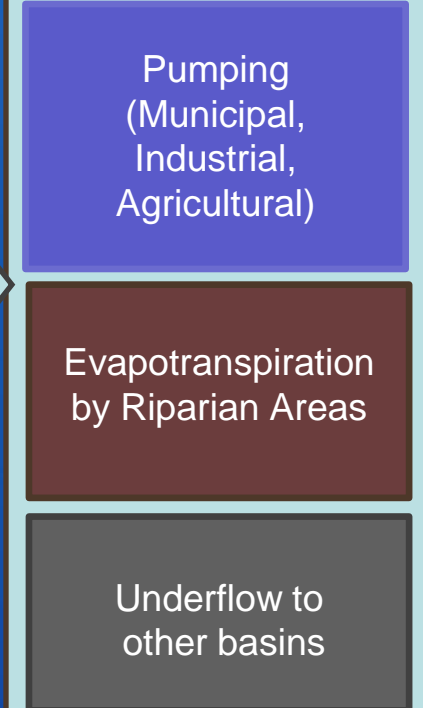 Pumping
(Municipal,
Industrial,
Agricultural)
Evapotranspiration
by Riparian Areas
Underflow to
other basins